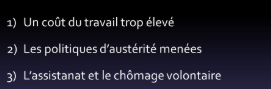 1) Un coût du travail trop élevé
2) Les politiques d'austérité menées
3) L'assistanat et le chômage volontaire